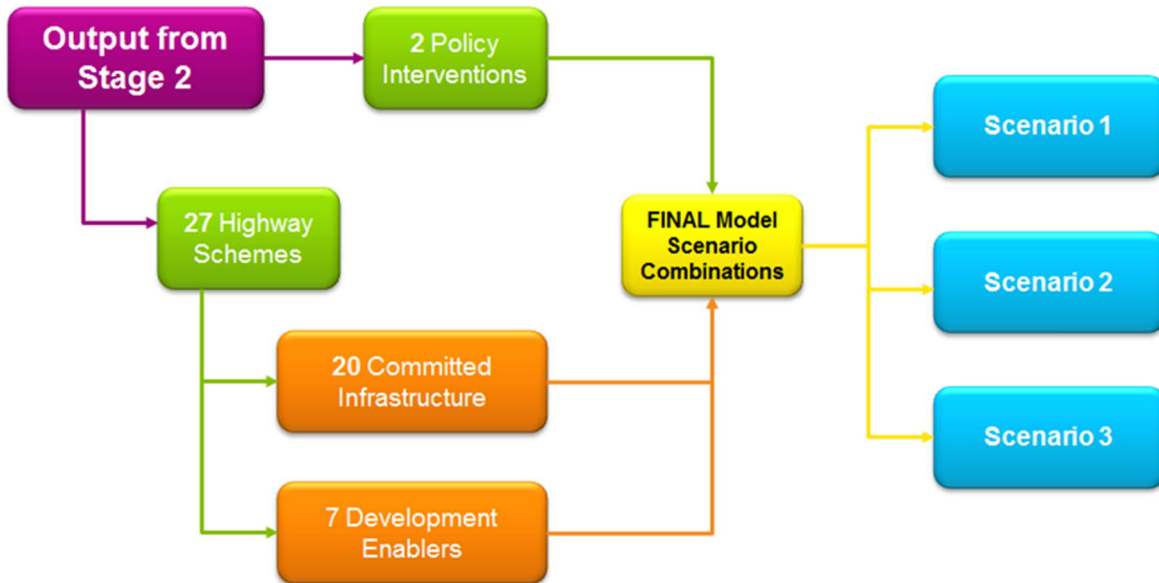 Output from
Stage 2
2 Policy
Interventions
27 Highway
Schemes
20 Committed
Infrastructure
7 Development
Enablers
FINAL Model
Scenario
Combinations
Scenario 1
Scenario 2
Scenario 3